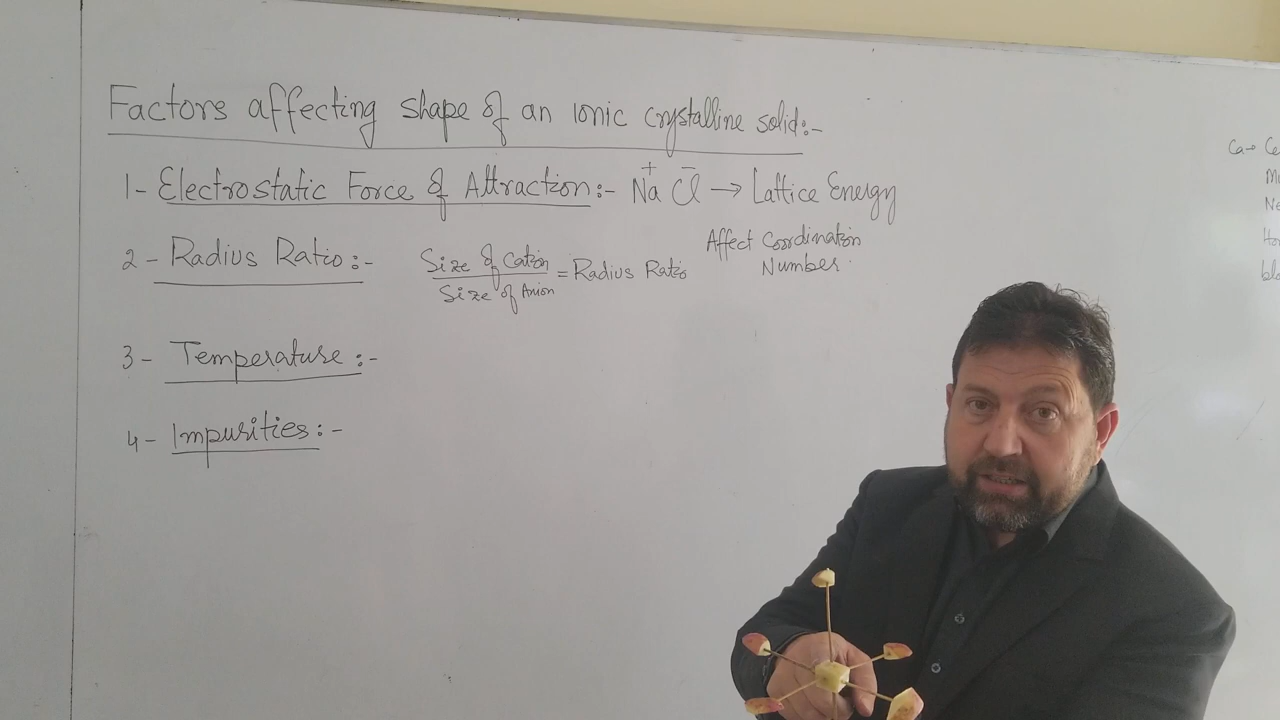 Factors affecting shape of an ionic crystalline solid:-
1- Electrostatic Force of Attraction:- Na⁺ Cl⁻ → Lattice Energy
2- Radius Ratio:- Size of Cation / Size of Anion = Radius Ratio
Affect Coordination
Number.
3- Temperature:-
4- Impurities:-
Ca→